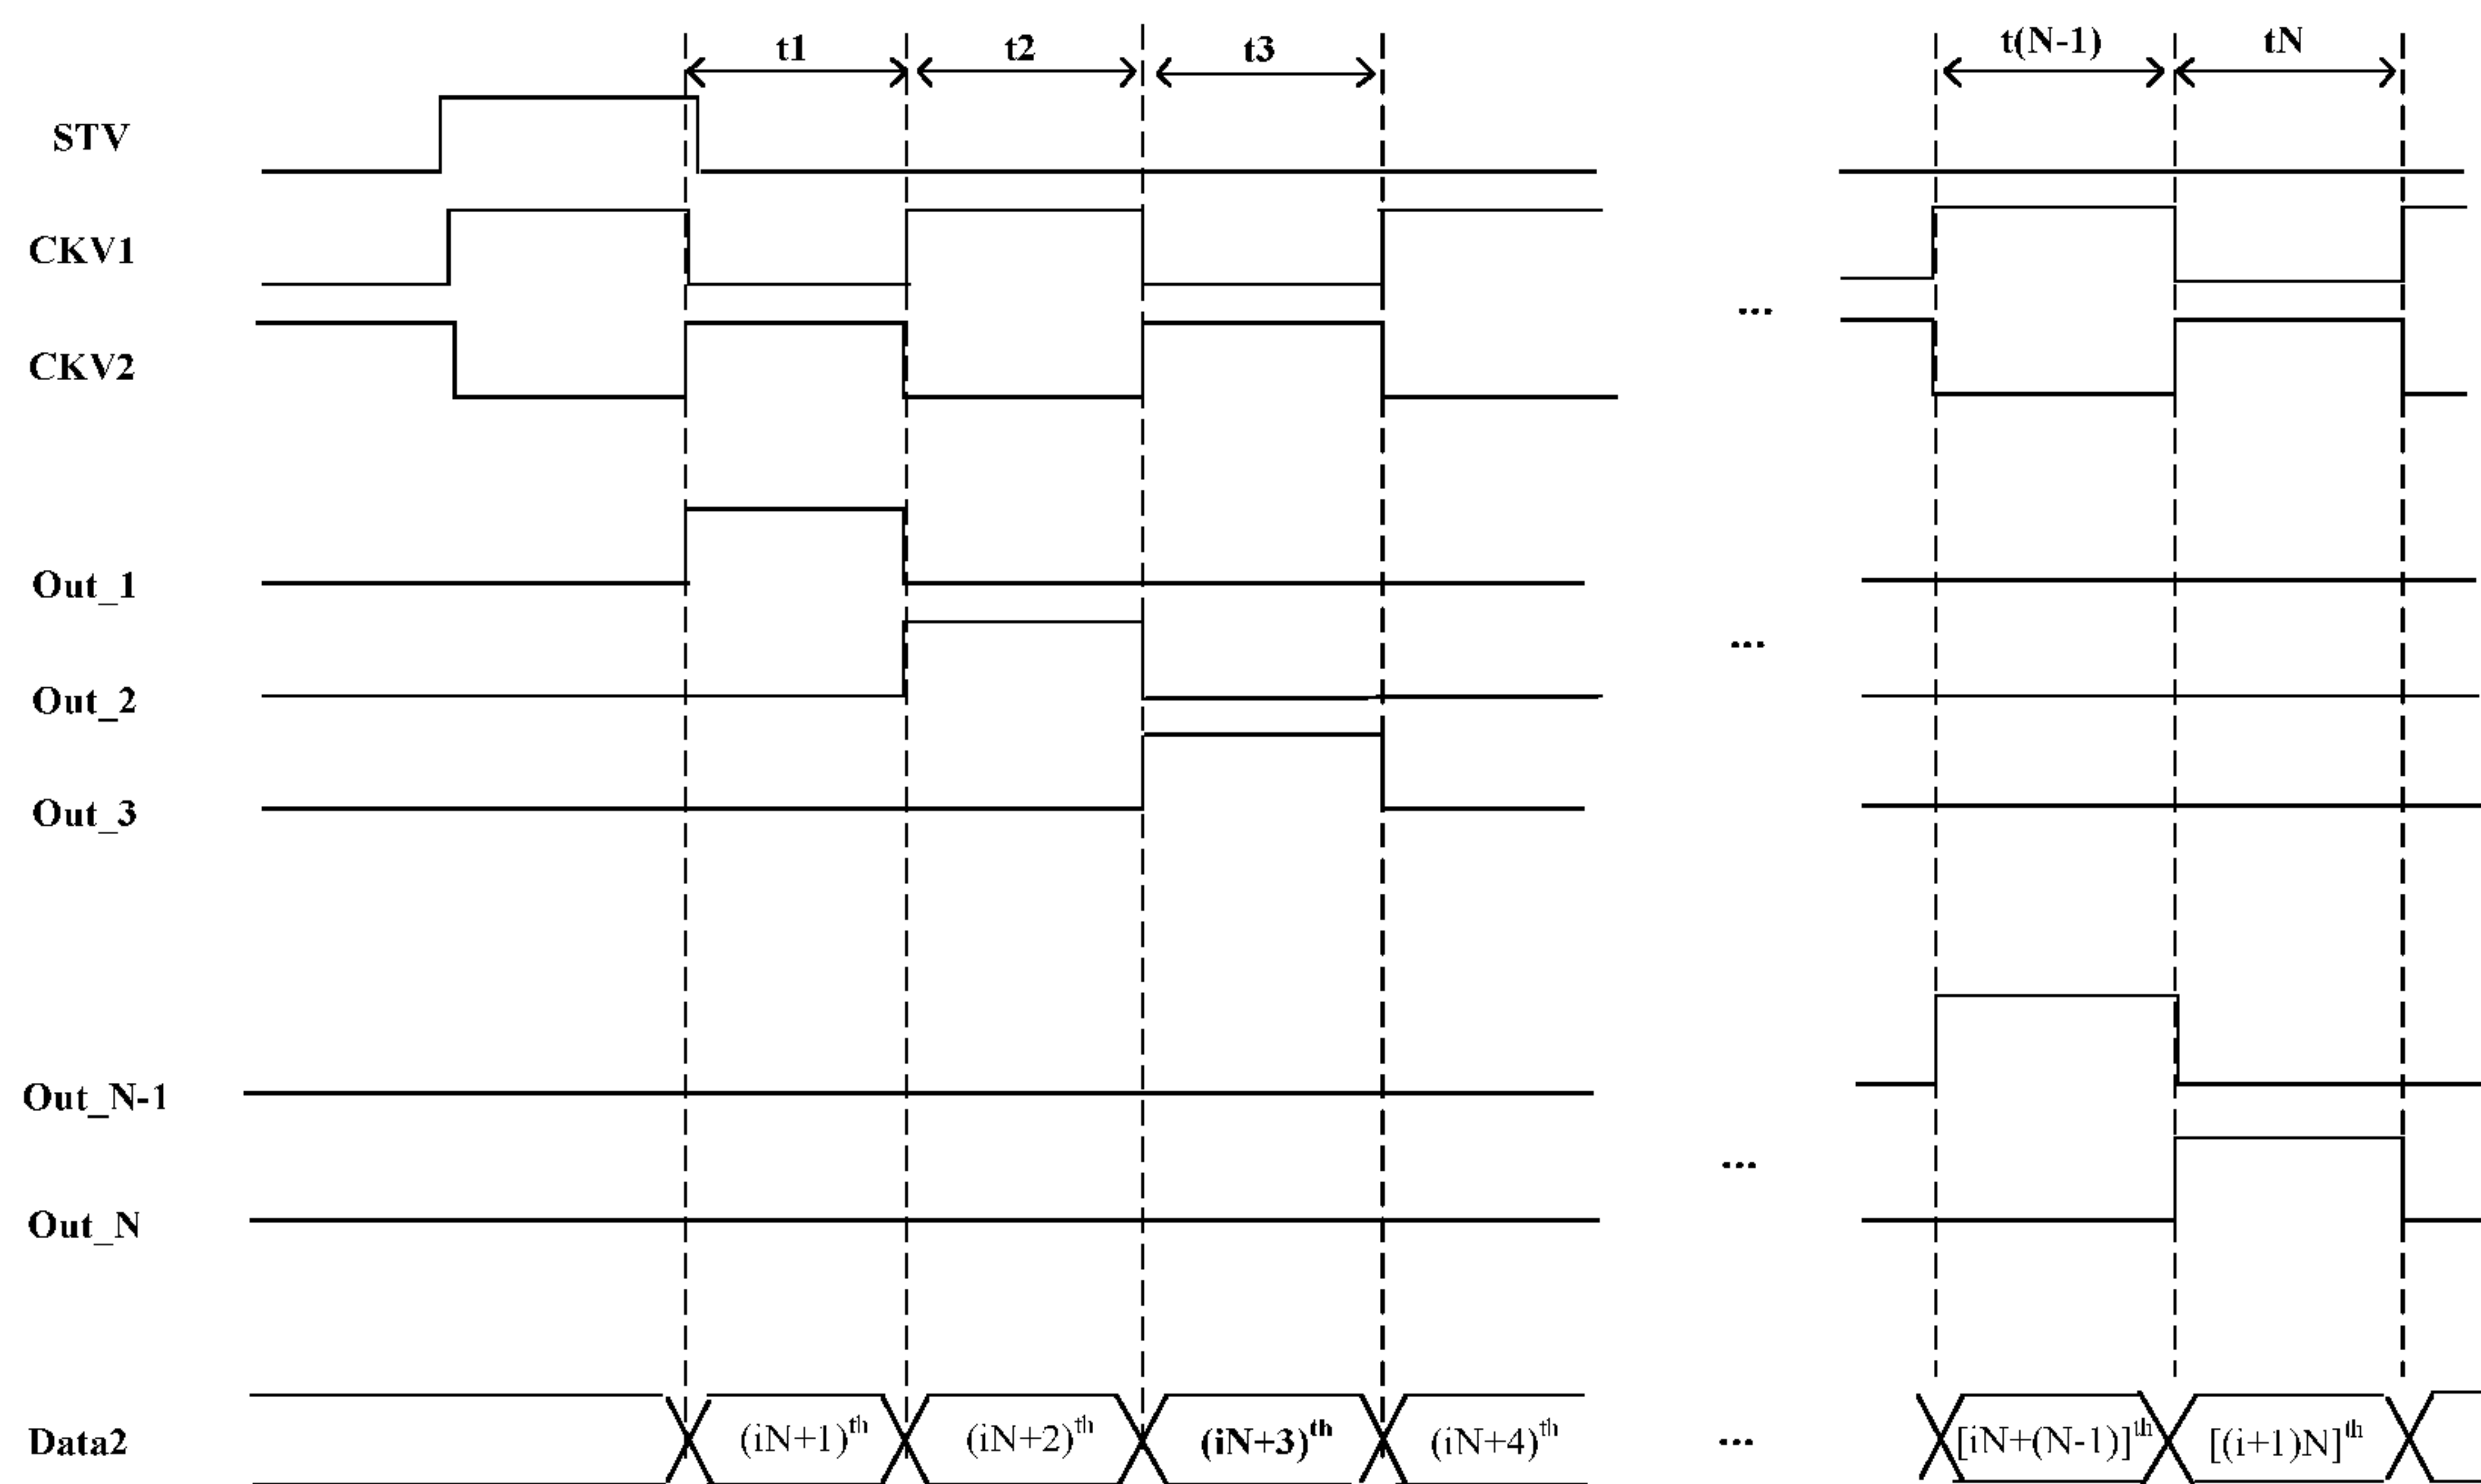 t1 t2 t3 t(N-1) tN
STV
CKV1
...
CKV2
Out_1
...
Out_2
Out_3
Out_N-1
...
Out_N
Data2 (iN+1)th (iN+2)th (iN+3)th (iN+4)th ... [iN+(N-1)]th [(i+1)N]th